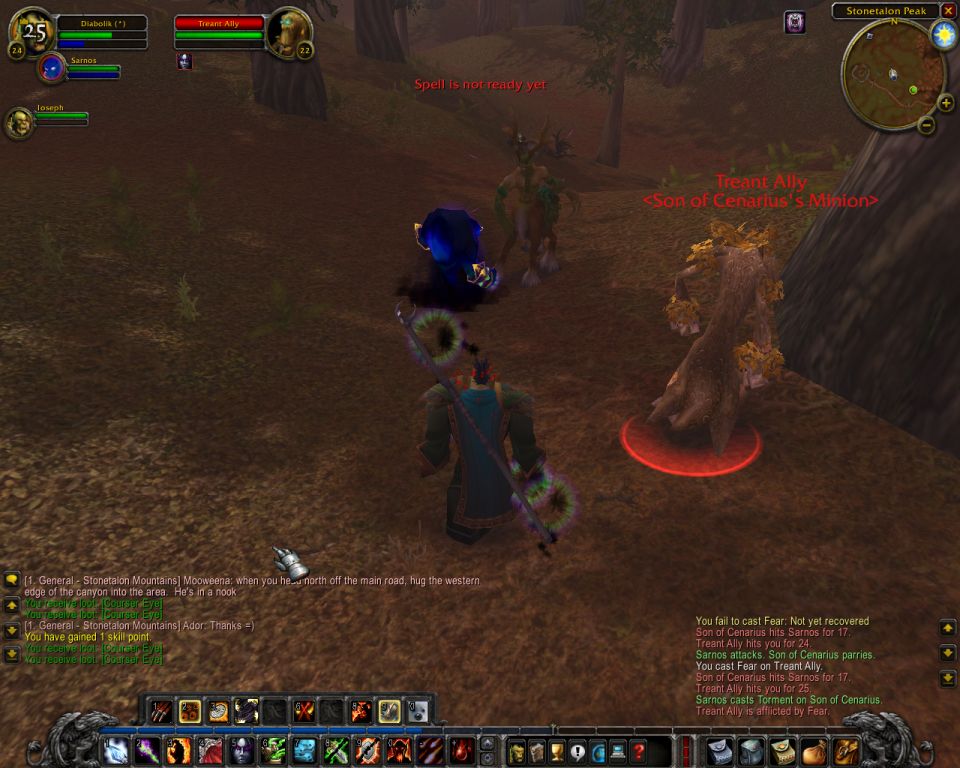 25
Diabolik (*)
24
Treant Ally
22
Sarnos
Ioseph
Stonetalon Peak
N
Spell is not ready yet
Treant Ally
<Son of Cenarius's Minion>
[1. General - Stonetalon Mountains] Mooweena: when you head north off the main road, hug the western
edge of the canyon into the area. He's in a nook
You receive loot: [Courser Eye]
You receive loot: [Courser Eye]
[1. General - Stonetalon Mountains] Ador: Thanks =)
You have gained 1 skill point.
You receive loot: [Courser Eye]
You receive loot: [Courser Eye]
You fail to cast Fear: Not yet recovered
Son of Cenarius hits Sarnos for 17.
Treant Ally hits you for 24.
Sarnos attacks. Son of Cenarius parries.
You cast Fear on Treant Ally.
Son of Cenarius hits Sarnos for 17.
Treant Ally hits you for 25.
Sarnos casts Torment on Son of Cenarius.
Treant Ally is afflicted by Fear.